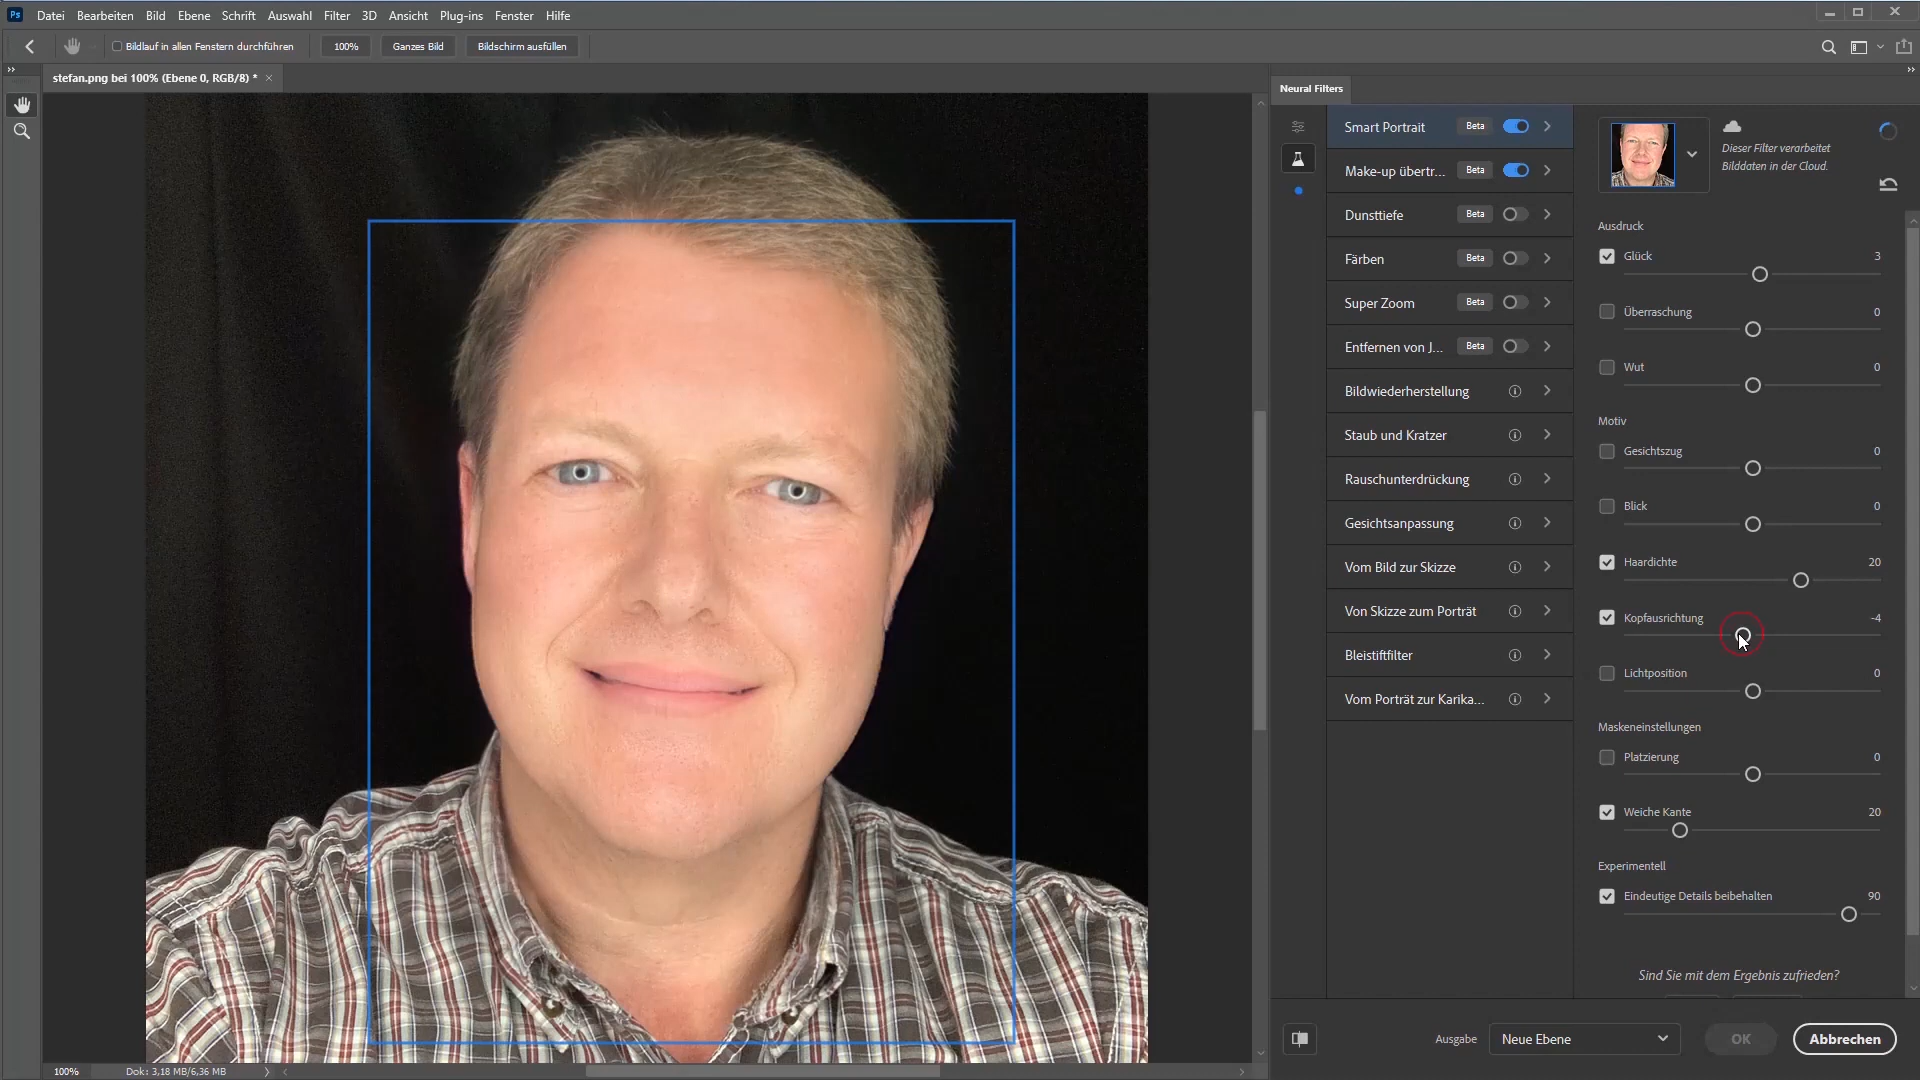 Ps Datei Bearbeiten Bild Ebene Schrift Auswahl Filter 3D Ansicht Plug-ins Fenster Hilfe
Bildlauf in allen Fenstern durchführen 100% Ganzes Bild Bildschirm ausfüllen
stefan.png bei 100% (Ebene 0, RGB/8) *
Neural Filters
Smart Portrait Beta
Make-up übertr... Beta
Dunsttiefe Beta
Färben Beta
Super Zoom Beta
Entfernen von J... Beta
Bildwiederherstellung
Staub und Kratzer
Rauschunterdrückung
Gesichtsanpassung
Vom Bild zur Skizze
Von Skizze zum Porträt
Bleistiftfilter
Vom Porträt zur Karika...
Dieser Filter verarbeitet
Bilddaten in der Cloud.
Ausdruck
Glück 3
Überraschung 0
Wut 0
Motiv
Gesichtszug 0
Blick 0
Haardichte 20
Kopfausrichtung -4
Lichtposition 0
Maskeneinstellungen
Platzierung 0
Weiche Kante 20
Experimentell
Eindeutige Details beibehalten 90
Sind Sie mit dem Ergebnis zufrieden?
Ausgabe Neue Ebene OK Abbrechen
100% Dok: 3,18 MB/6,36 MB